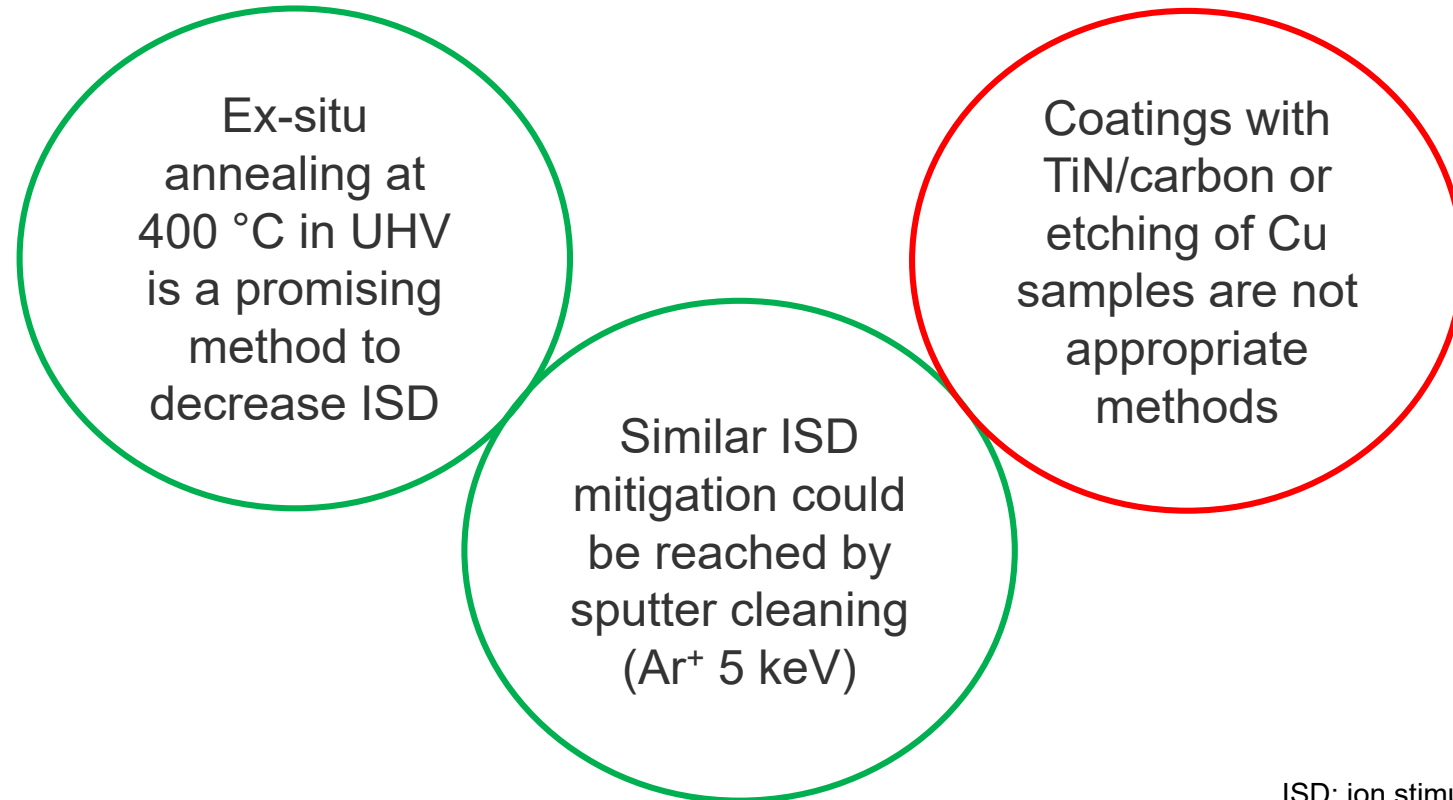 Ex-situ
annealing at
400 °C in UHV
is a promising
method to
decrease ISD
Similar ISD
mitigation could
be reached by
sputter cleaning
(Ar⁺ 5 keV)
Coatings with
TiN/carbon or
etching of Cu
samples are not
appropriate
methods
ISD: ion